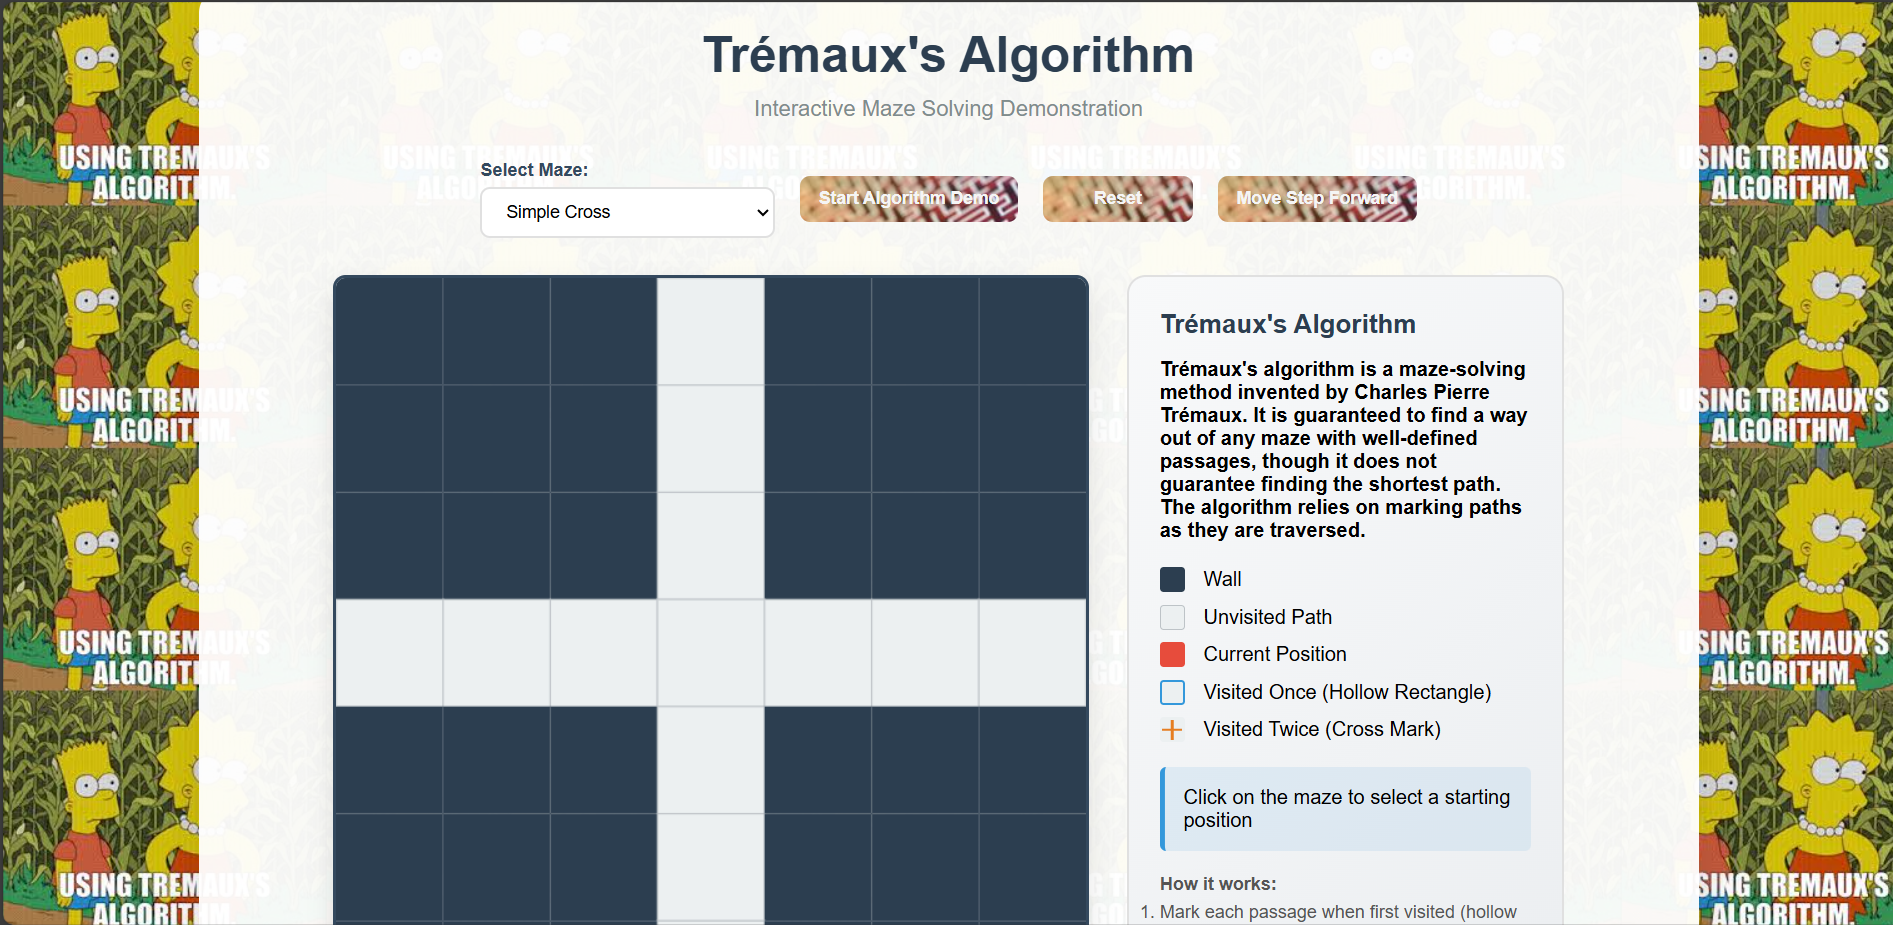 Trémaux's Algorithm
Interactive Maze Solving Demonstration
Select Maze:
Simple Cross
Start Algorithm Demo
Reset
Move Step Forward
Trémaux's Algorithm
Trémaux's algorithm is a maze-solving
method invented by Charles Pierre
Trémaux. It is guaranteed to find a way
out of any maze with well-defined
passages, though it does not
guarantee finding the shortest path.
The algorithm relies on marking paths
as they are traversed.
Wall
Unvisited Path
Current Position
Visited Once (Hollow Rectangle)
Visited Twice (Cross Mark)
Click on the maze to select a starting
position
How it works:
1. Mark each passage when first visited (hollow
USING TREMAUX'S
ALGORITHM.
USING TREMAUX'S
ALGORITHM.
USING TREMAUX'S
ALGORITHM.
USING TREMAUX'S
ALGORITHM.
USING TREMAUX'S
ALGORITHM.
USING TREMAUX'S
ALGORITHM.
USING TREMAUX'S
ALGORITHM.
USING TREMAUX'S
ALGORITHM.